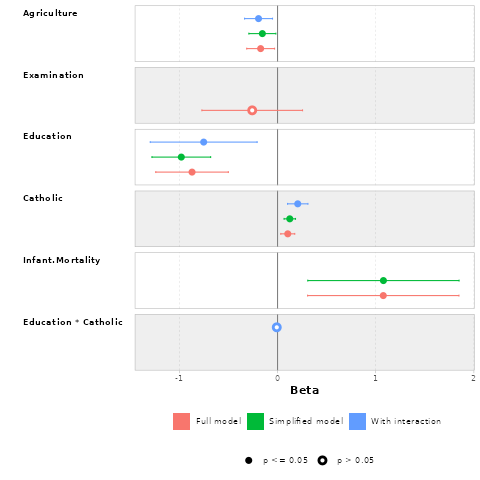 Agriculture
Examination
Education
Catholic
Infant.Mortality
Education * Catholic
-1 0 1 2
Beta
Full model Simplified model With interaction
p <= 0.05 p > 0.05